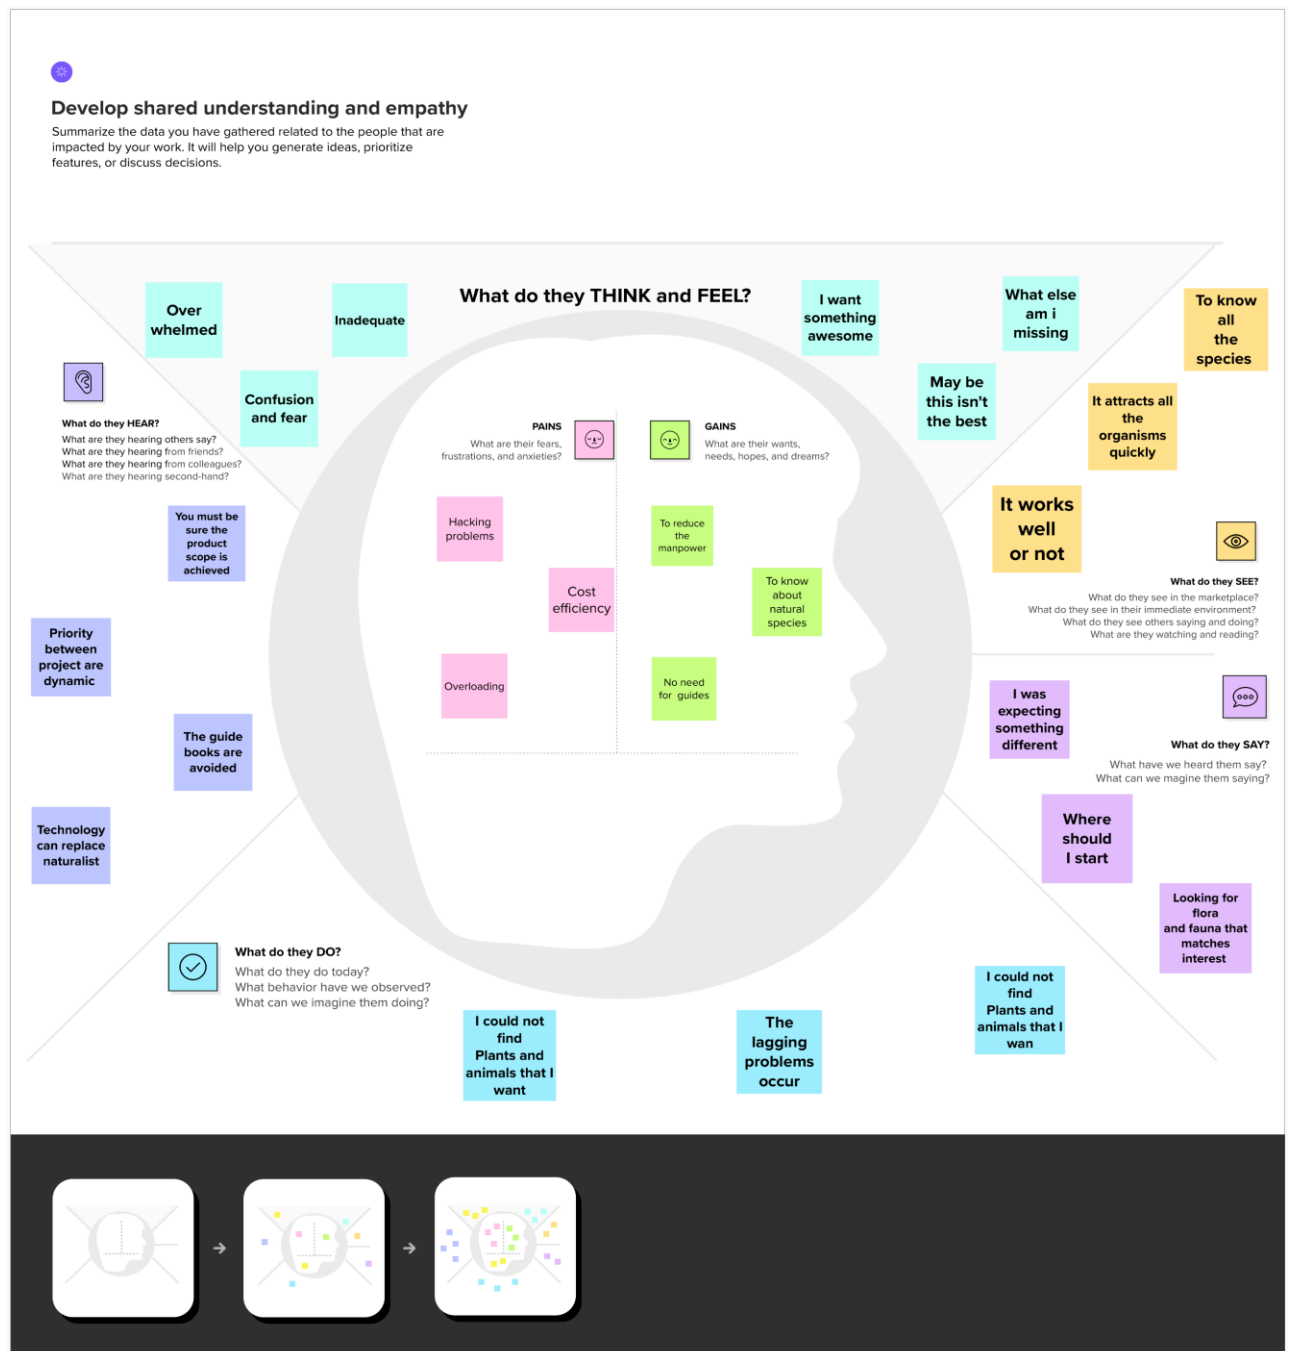 Develop shared understanding and empathy
Summarize the data you have gathered related to the people that are
impacted by your work. It will help you generate ideas, prioritize
features, or discuss decisions.
What do they THINK and FEEL?
Over
whelmed
Inadequate
Confusion
and fear
I want
something
awesome
What else
am i
missing
May be
this isn't
the best
To know
all
the
species
It attracts all
the
organisms
quickly
It works
well
or not
What do they HEAR?
What are they hearing others say?
What are they hearing from friends?
What are they hearing from colleagues?
What are they hearing second-hand?
You must be
sure the
product
scope is
achieved
Priority
between
project are
dynamic
The guide
books are
avoided
Technology
can replace
naturalist
PAINS
What are their fears,
frustrations, and anxieties?
Hacking
problems
Cost
efficiency
Overloading
GAINS
What are their wants,
needs, hopes, and dreams?
To reduce
the
manpower
To know
about
natural
species
No need
for guides
What do they SEE?
What do they see in the marketplace?
What do they see in their immediate environment?
What do they see others saying and doing?
What are they watching and reading?
I was
expecting
something
different
What do they SAY?
What have we heard them say?
What can we magine them saying?
Where
should
I start
Looking for
flora
and fauna that
matches
interest
What do they DO?
What do they do today?
What behavior have we observed?
What can we imagine them doing?
I could not
find
Plants and
animals that I
want
The
lagging
problems
occur
I could not
find
Plants and
animals that I
wan